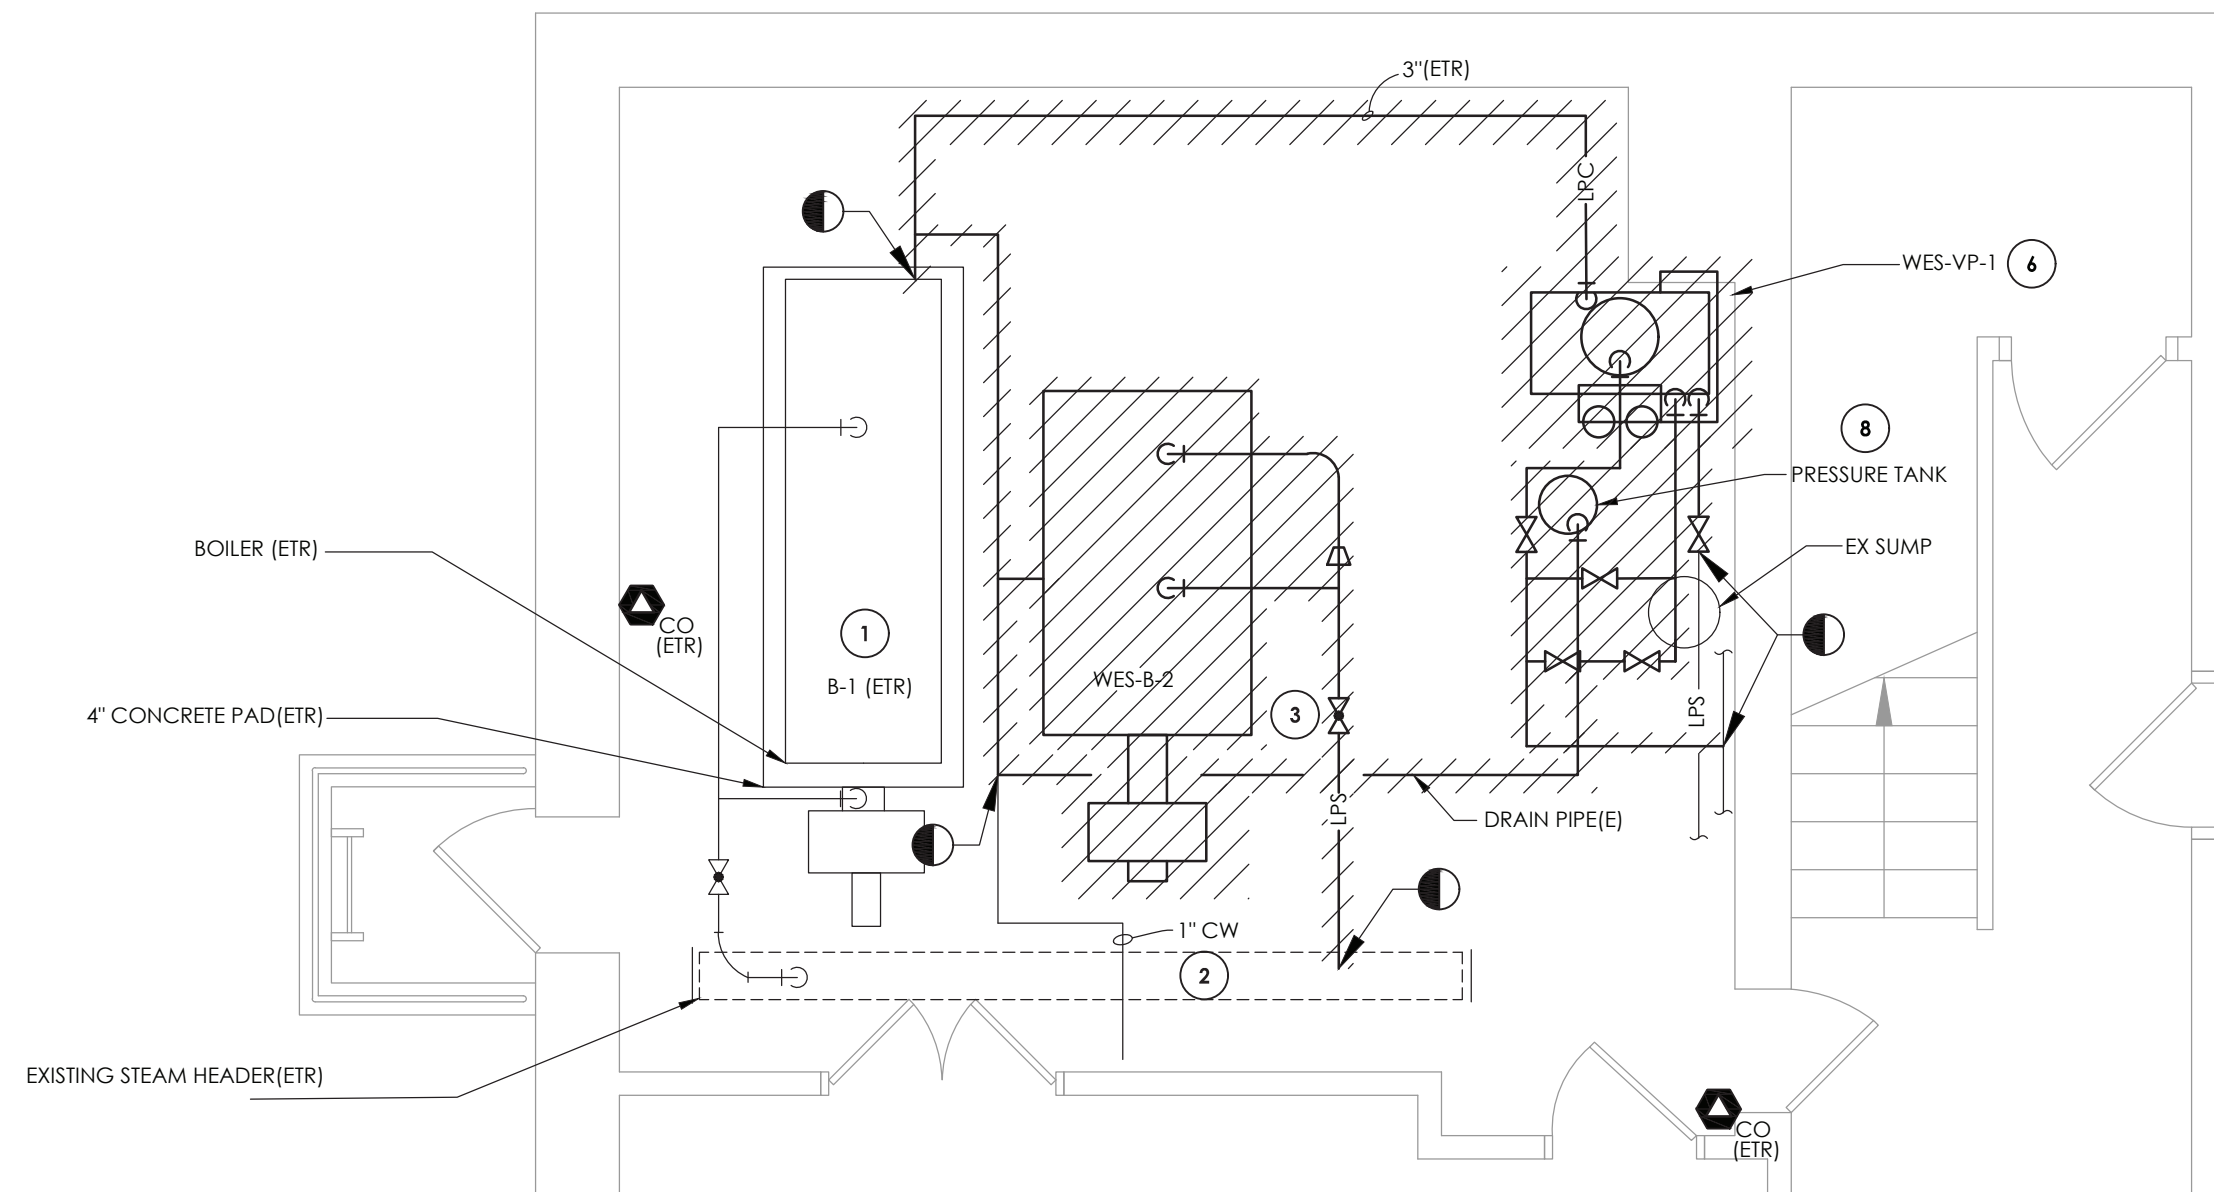 3"(ETR)
LPC
WES-VP-1
6
8
PRESSURE TANK
BOILER (ETR)
EX SUMP
CO
(ETR)
1
B-1 (ETR)
WES-B-2
4" CONCRETE PAD(ETR)
3
LPS
LPS
DRAIN PIPE(E)
1" CW
2
EXISTING STEAM HEADER(ETR)
CO
(ETR)